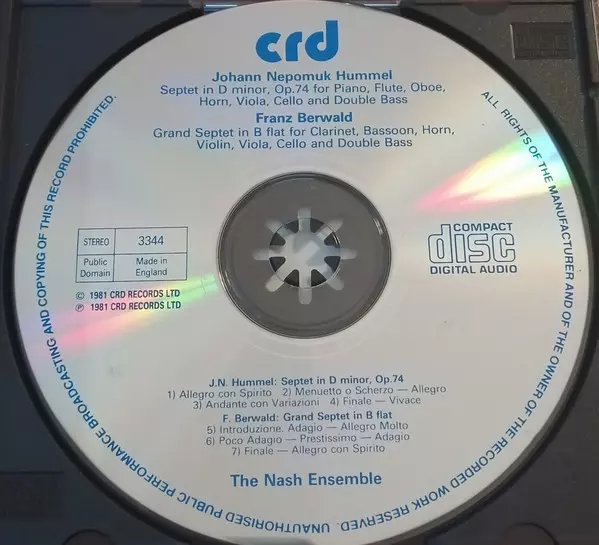 crd
Johann Nepomuk Hummel
Septet in D minor, Op.74 for Piano, Flute, Oboe,
Horn, Viola, Cello and Double Bass
Franz Berwald
Grand Septet in B flat for Clarinet, Bassoon, Horn,
Violin, Viola, Cello and Double Bass
STEREO 3344
Public Domain Made in England
© 1981 CRD RECORDS LTD
℗ 1981 CRD RECORDS LTD
COMPACT
disc
DIGITAL AUDIO
J.N. Hummel: Septet in D minor, Op.74
1) Allegro con Spirito 2) Menuetto o Scherzo — Allegro
3) Andante con Variazioni 4) Finale — Vivace
F. Berwald: Grand Septet in B flat
5) Introduzione. Adagio — Allegro Molto
6) Poco Adagio — Prestissimo — Adagio
7) Finale — Allegro con Spirito
The Nash Ensemble
ALL RIGHTS OF THE MANUFACTURER AND OF THE OWNER OF THE RECORDED WORK RESERVED. UNAUTHORISED PUBLIC PERFORMANCE BROADCASTING AND COPYING OF THIS RECORD PROHIBITED.